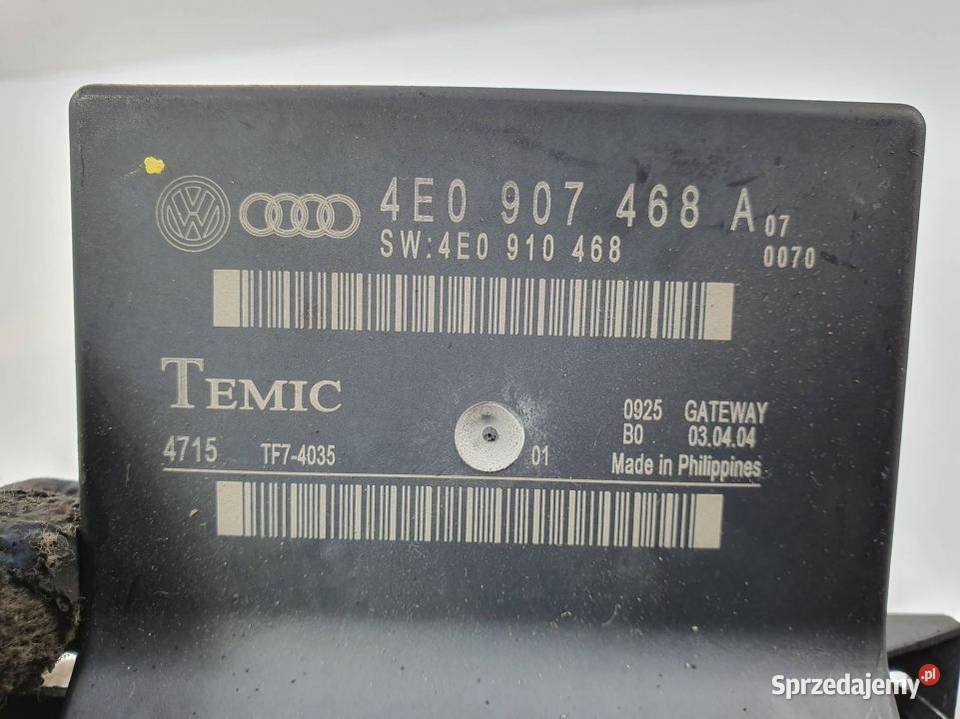 4E0 907 468 A 07
SW:4E0 910 468 0070
TEMIC
0925 GATEWAY
B0 03.04.04
4715 TF7-4035 01 Made in Philippines
Sprzedajemy.pl